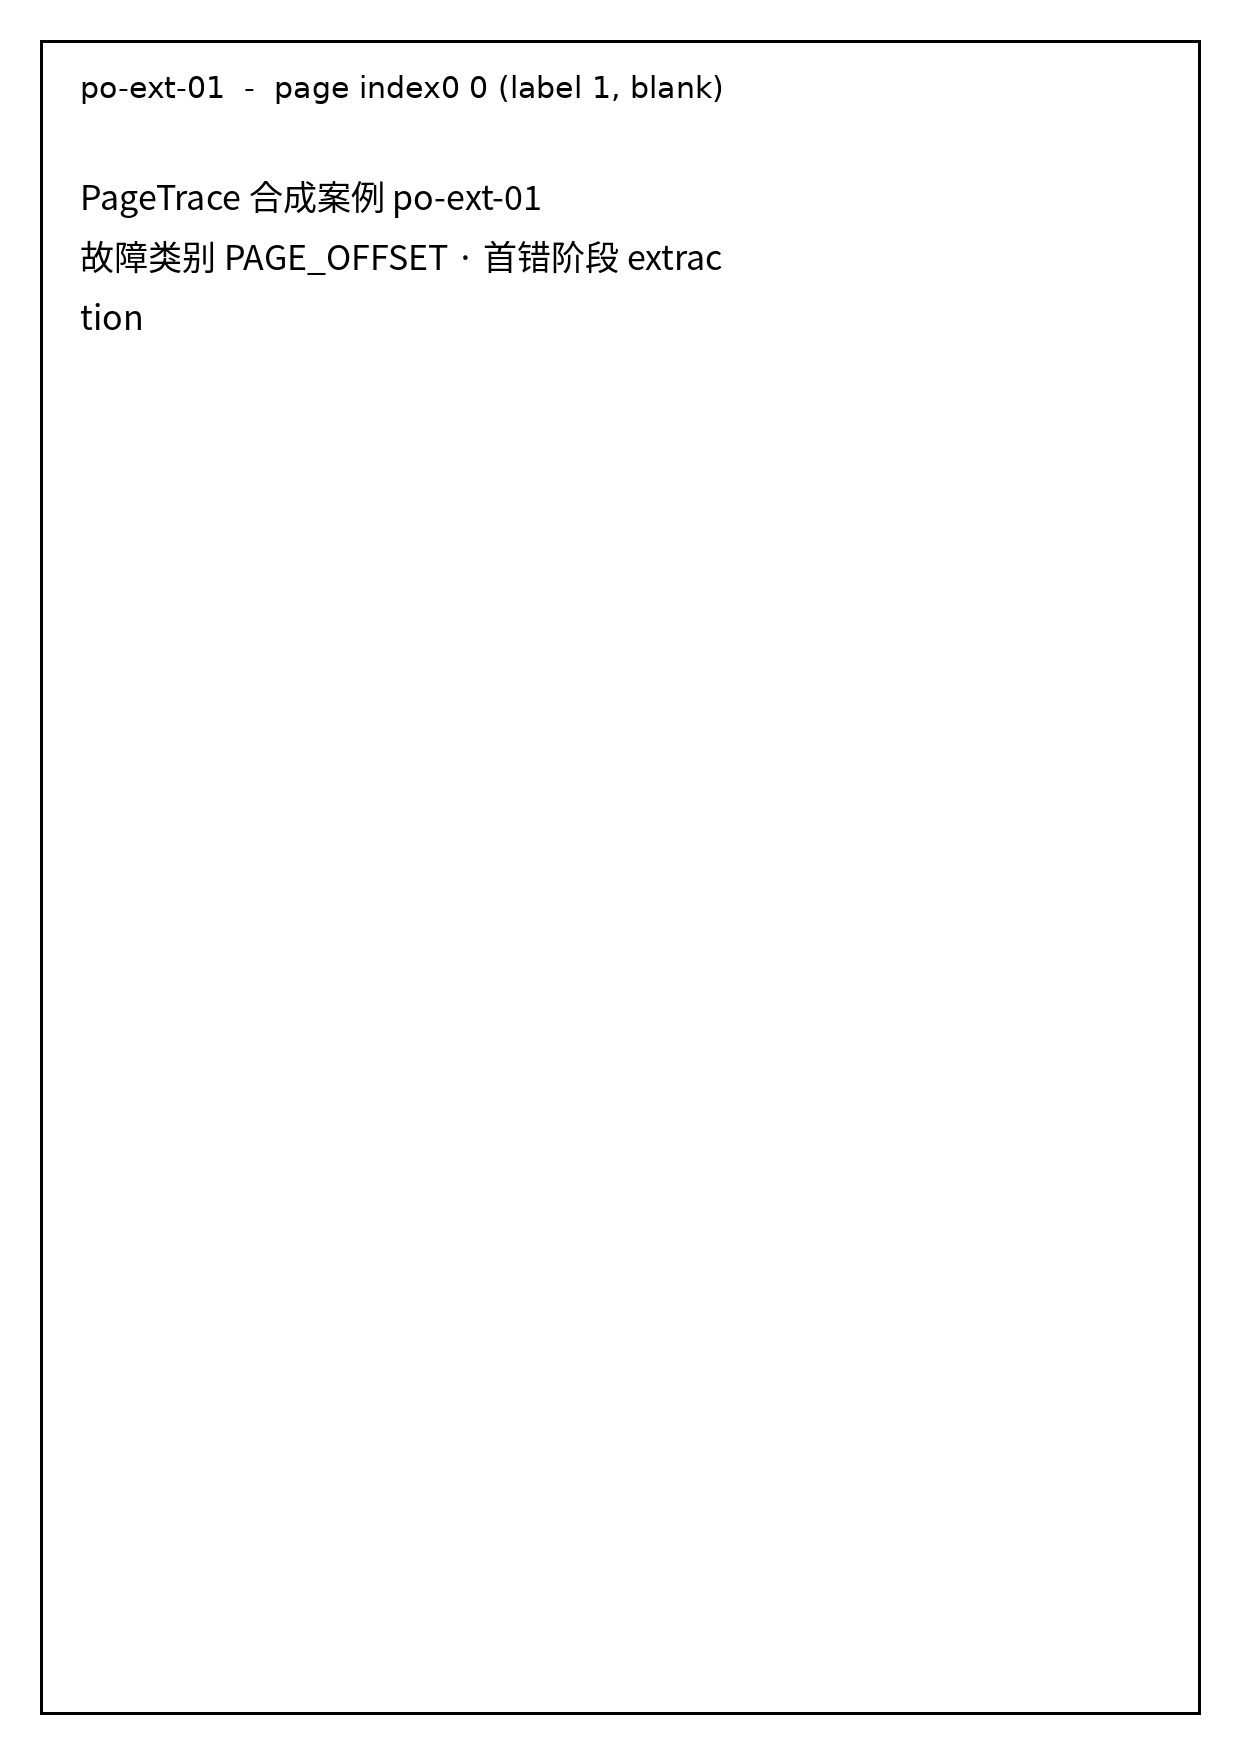 po-ext-01  -  page index0 0 (label 1, blank)
PageTrace 合成案例 po-ext-01
故障类别 PAGE_OFFSET · 首错阶段 extrac
tion